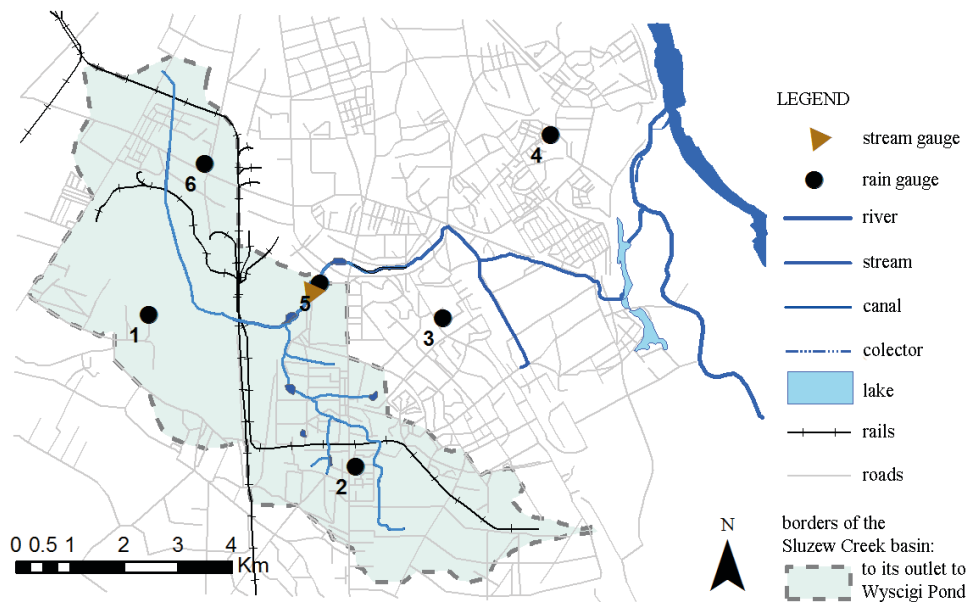 LEGEND
stream gauge
rain gauge
river
stream
canal
colector
lake
rails
roads
borders of the
Sluzew Creek basin:
to its outlet to
Wyscigi Pond
N
4
6
5
3
1
2
0 0.5 1 2 3 4
Km